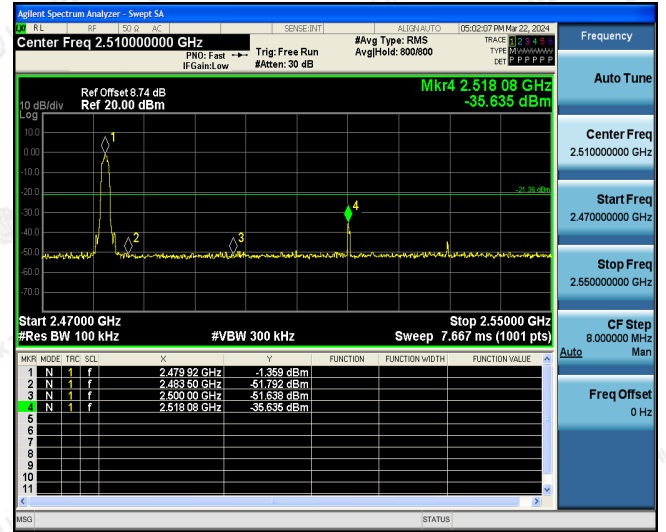 Agilent Spectrum Analyzer - Swept SA
RL RF 50 Ω AC SENSE:INT ALIGNAUTO 05:02:07 PM Mar 22, 2024
Center Freq 2.510000000 GHz
PNO: Fast
IFGain:Low
Trig: Free Run
#Atten: 30 dB
#Avg Type: RMS
Avg|Hold: 800/800
TRACE 1 2 3 4 5 6
TYPE M
DET P P P P P P
Mkr4 2.518 08 GHz
-35.635 dBm
Ref Offset 8.74 dB
10 dB/div Ref 20.00 dBm
Log
10.0
0.00
-10.0
-20.0
-30.0
-40.0
-50.0
-60.0
-70.0
1
2
3
4
-21.36 dBm
Start 2.47000 GHz Stop 2.55000 GHz
#Res BW 100 kHz #VBW 300 kHz Sweep 7.667 ms (1001 pts)
MKR MODE TRC SCL X Y FUNCTION FUNCTION WIDTH FUNCTION VALUE
1 N 1 f 2.479 92 GHz -1.359 dBm
2 N 1 f 2.483 50 GHz -51.792 dBm
3 N 1 f 2.500 00 GHz -51.638 dBm
4 N 1 f 2.518 08 GHz -35.635 dBm
5
6
7
8
9
10
11
MSG STATUS
Frequency
Auto Tune
Center Freq
2.510000000 GHz
Start Freq
2.470000000 GHz
Stop Freq
2.550000000 GHz
CF Step
8.000000 MHz
Auto Man
Freq Offset
0 Hz